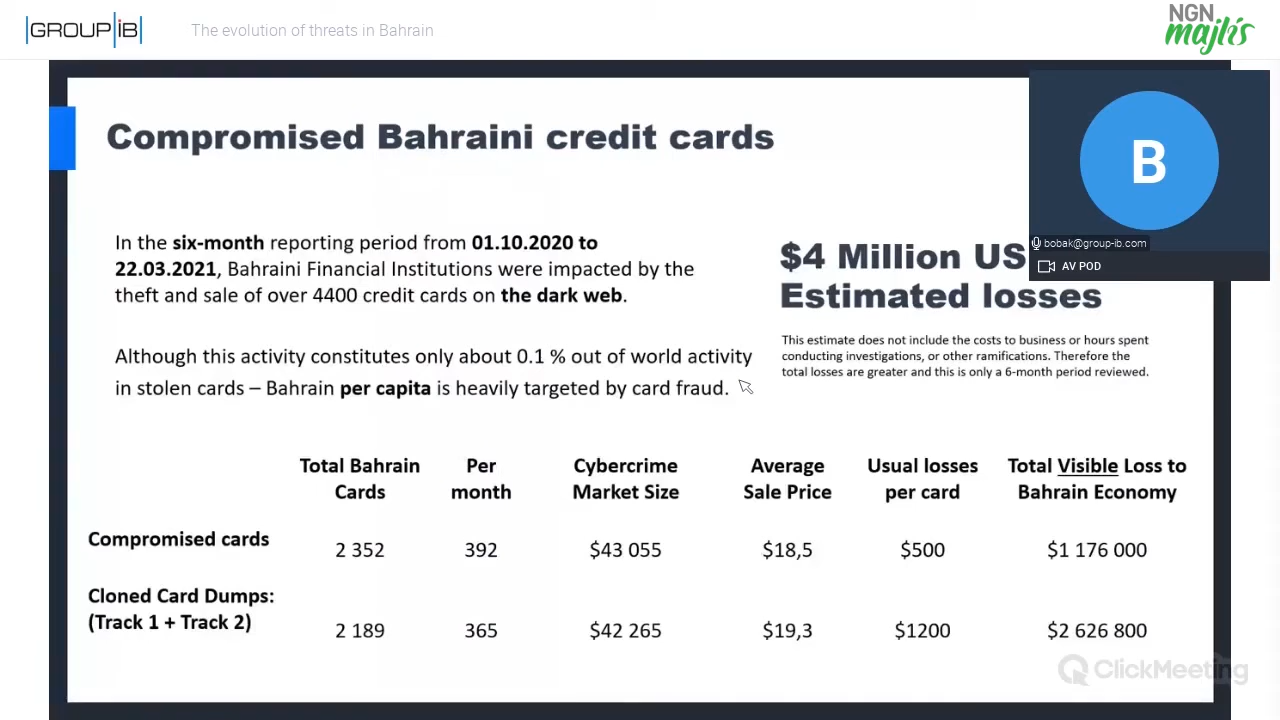 GROUP iB
The evolution of threats in Bahrain
NGN
majlis
Compromised Bahraini credit cards
B
bobak@group-ib.com
AV POD
In the six-month reporting period from 01.10.2020 to
22.03.2021, Bahraini Financial Institutions were impacted by the
theft and sale of over 4400 credit cards on the dark web.
Although this activity constitutes only about 0.1 % out of world activity
in stolen cards – Bahrain per capita is heavily targeted by card fraud.
$4 Million US
Estimated losses
This estimate does not include the costs to business or hours spent
conducting investigations, or other ramifications. Therefore the
total losses are greater and this is only a 6-month period reviewed.
Total Bahrain Per Cybercrime Average Usual losses Total Visible Loss to
Cards month Market Size Sale Price per card Bahrain Economy
Compromised cards 2 352 392 $43 055 $18,5 $500 $1 176 000
Cloned Card Dumps:
(Track 1 + Track 2) 2 189 365 $42 265 $19,3 $1200 $2 626 800
ClickMeeting